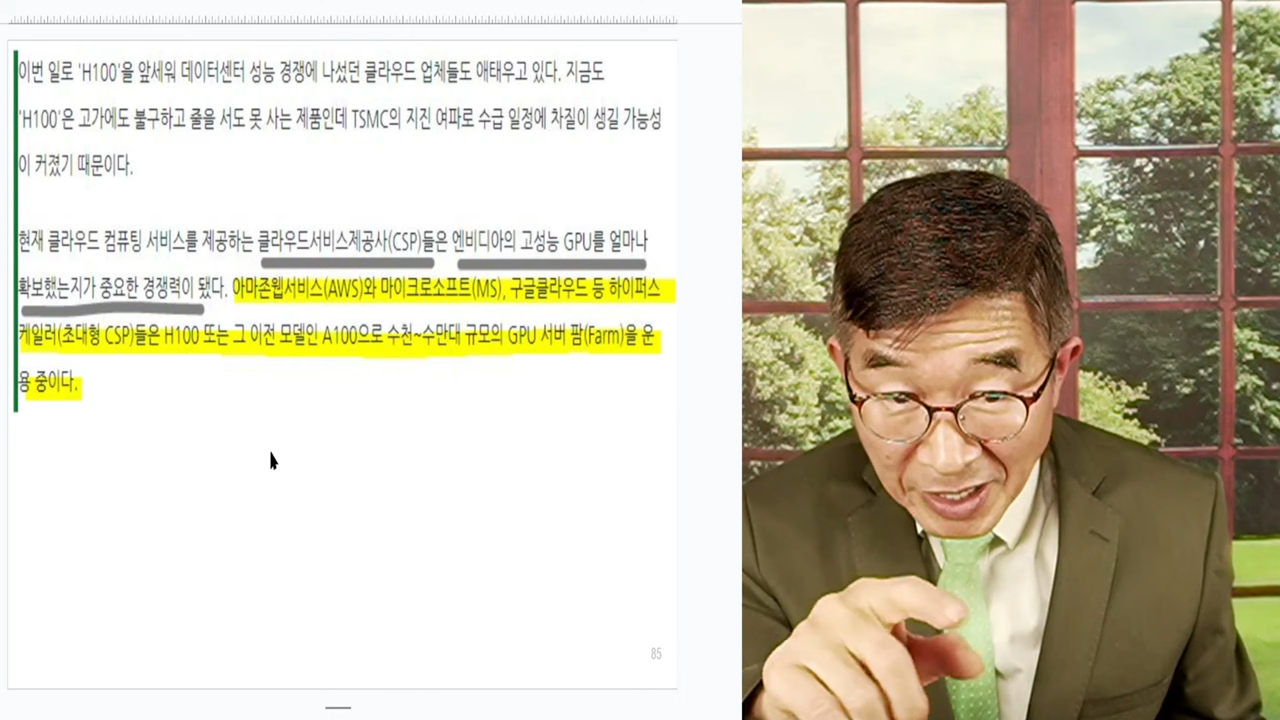 이번 일로 'H100'을 앞세워 데이터센터 성능 경쟁에 나섰던 클라우드 업체들도 애태우고 있다. 지금도
'H100'은 고가에도 불구하고 줄을 서도 못 사는 제품인데 TSMC의 지진 여파로 수급 일정에 차질이 생길 가능성
이 커졌기 때문이다.
현재 클라우드 컴퓨팅 서비스를 제공하는 클라우드서비스제공사(CSP)들은 엔비디아의 고성능 GPU를 얼마나
확보했는지가 중요한 경쟁력이 됐다. 아마존웹서비스(AWS)와 마이크로소프트(MS), 구글클라우드 등 하이퍼스
케일러(초대형 CSP)들은 H100 또는 그 이전 모델인 A100으로 수천~수만대 규모의 GPU 서버 팜(Farm)을 운
용 중이다.
85